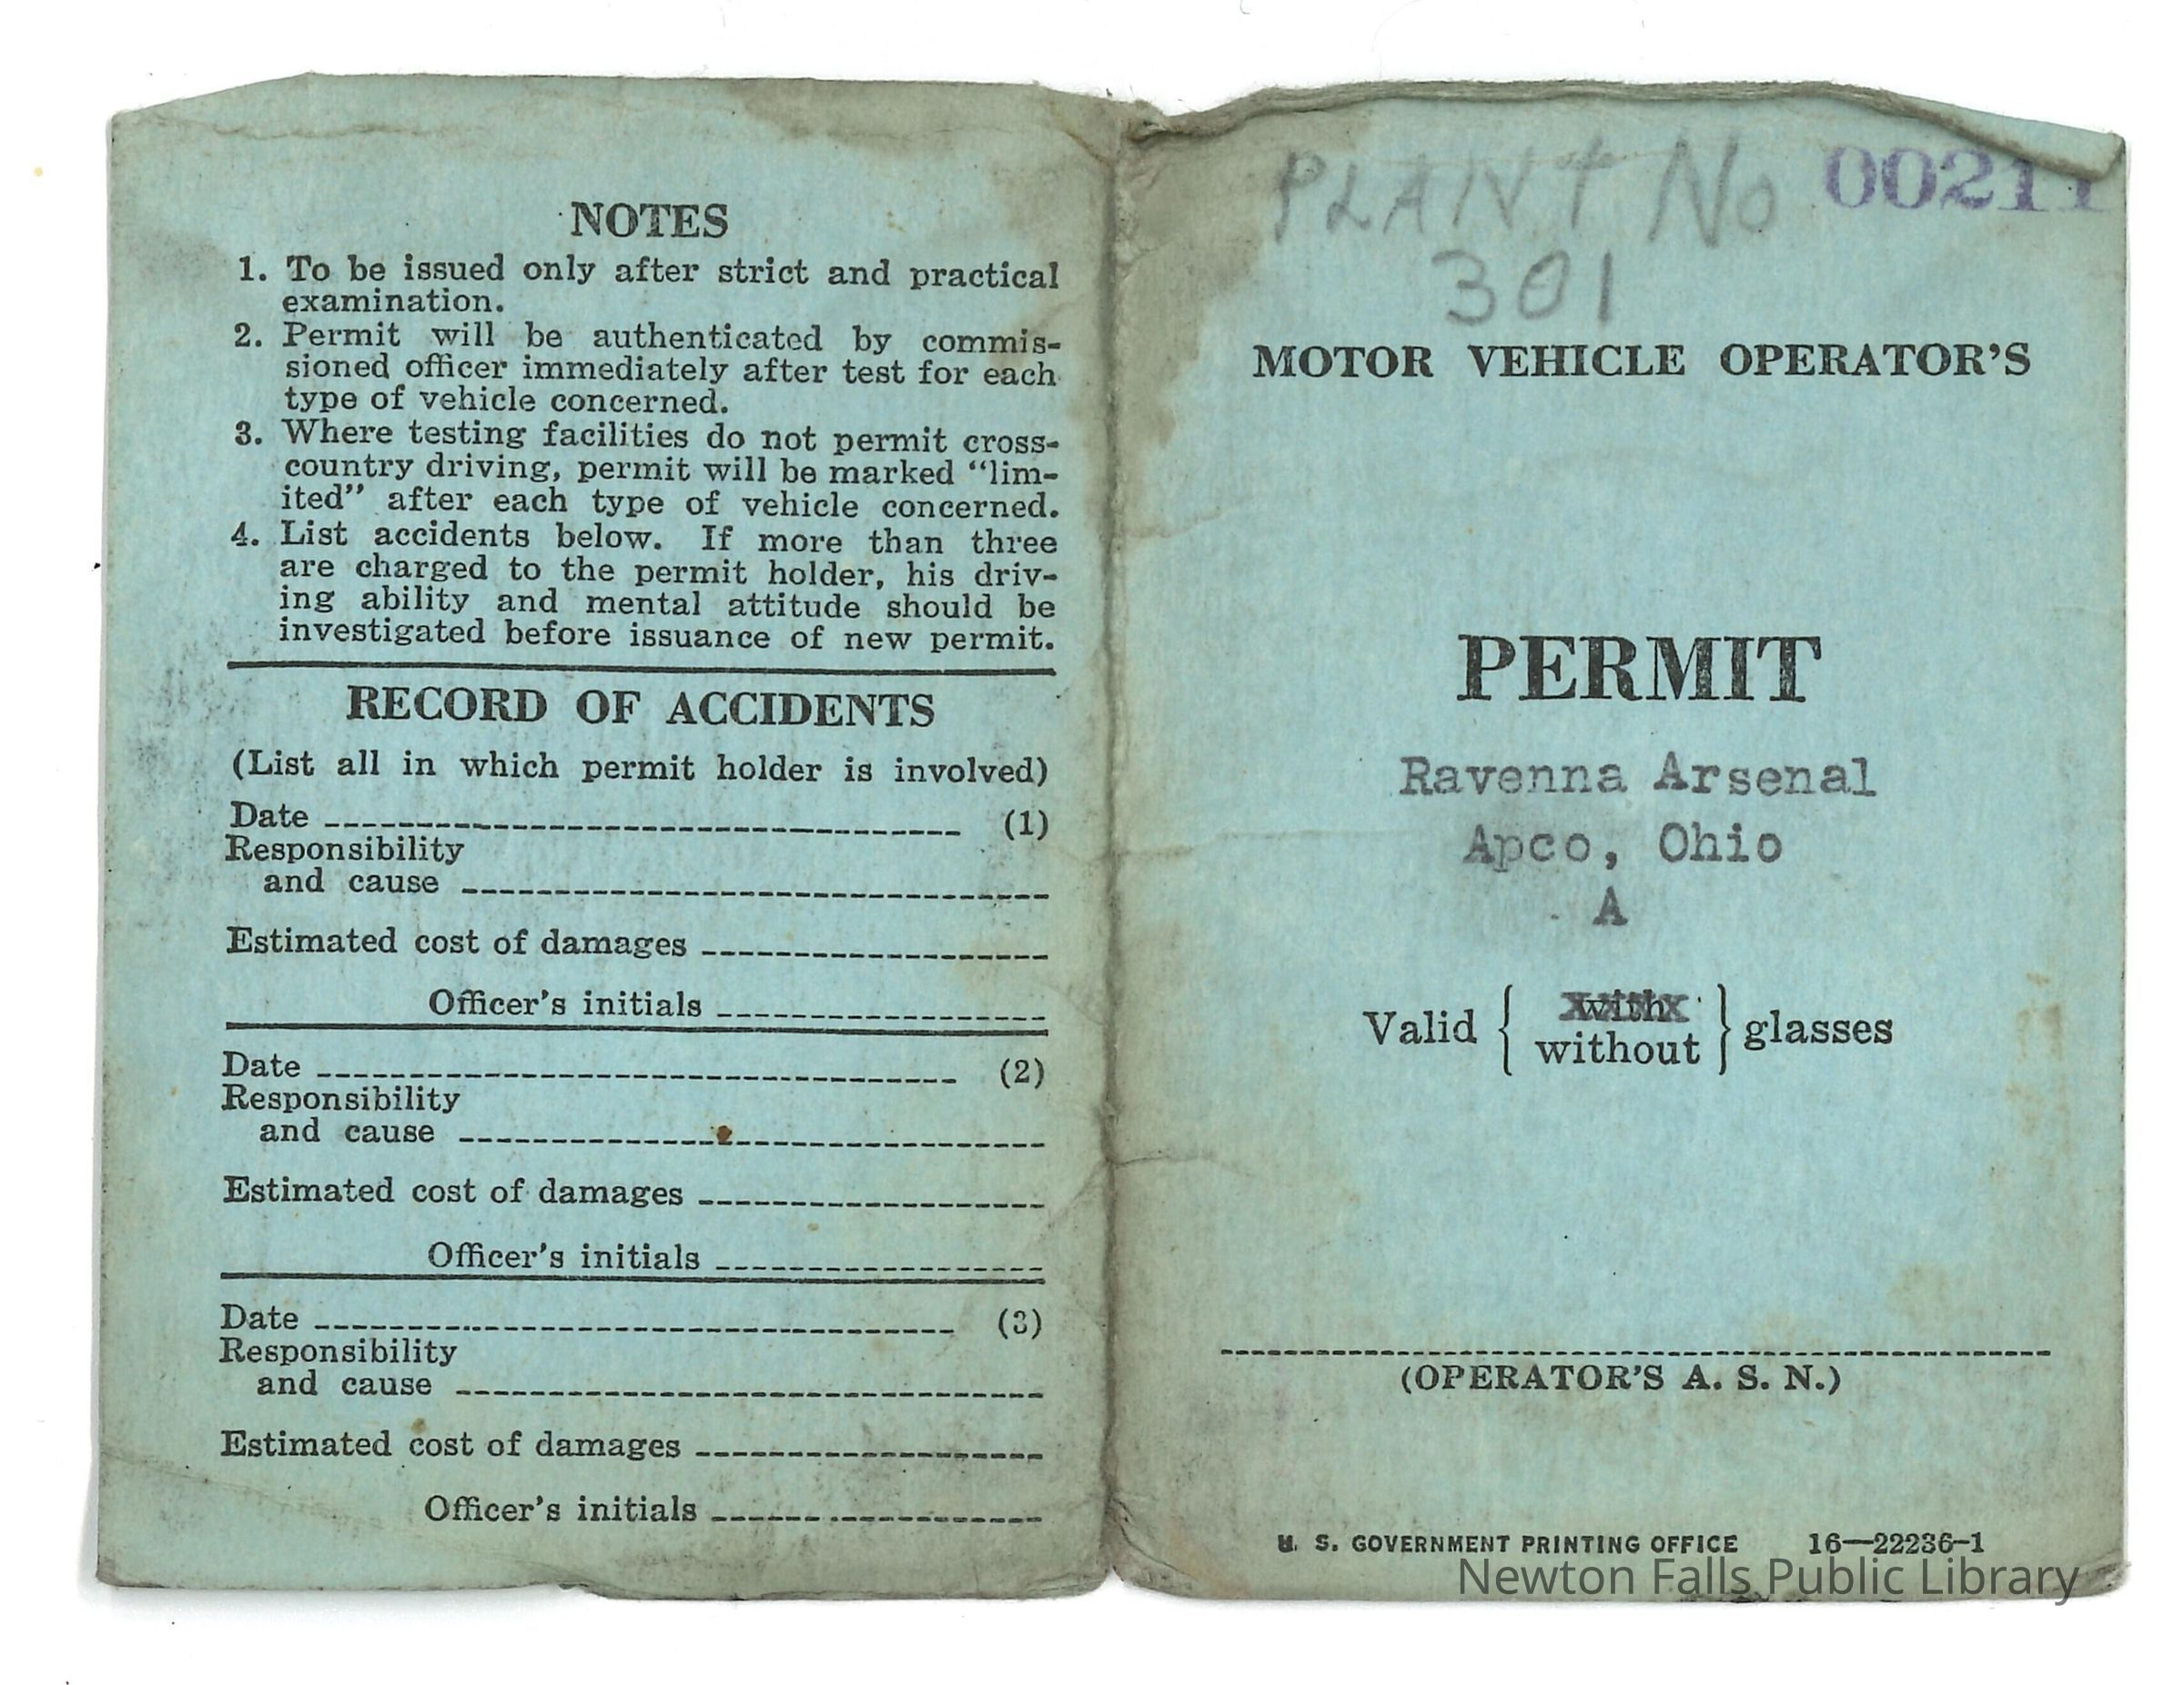 NOTES
1. To be issued only after strict and practical
examination.
2. Permit will be authenticated by commis-
sioned officer immediately after test for each
type of vehicle concerned.
3. Where testing facilities do not permit cross-
country driving, permit will be marked “lim-
ited” after each type of vehicle concerned.
4. List accidents below. If more than three
are charged to the permit holder, his driv-
ing ability and mental attitude should be
investigated before issuance of new permit.
RECORD OF ACCIDENTS
(List all in which permit holder is involved)
Date (1)
Responsibility
and cause
Estimated cost of damages
Officer’s initials
Date (2)
Responsibility
and cause
Estimated cost of damages
Officer’s initials
Date (3)
Responsibility
and cause
Estimated cost of damages
Officer’s initials
PLANT No 00211
301
MOTOR VEHICLE OPERATOR’S
PERMIT
Ravenna Arsenal
Apco, Ohio
A
Valid { with
without } glasses
(OPERATOR’S A. S. N.)
U. S. GOVERNMENT PRINTING OFFICE 16—22236-1
Newton Falls Public Library